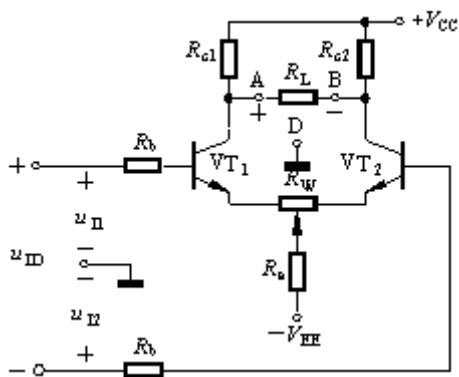 +V_CC
R_c1
R_c2
A
R_L
B
+
−
D
R_b
VT_1
VT_2
R_W
+
+
u_I1
−
u_ID
−
R_e
u_I2
−V_EE
+
R_b
−